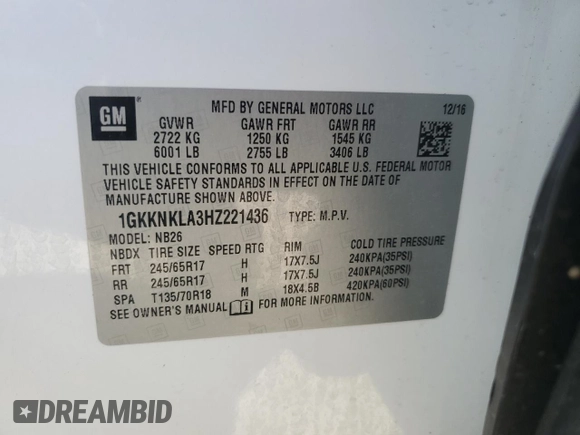 GM
MFD BY GENERAL MOTORS LLC 12/16
GVWR GAWR FRT GAWR RR
2722 KG 1250 KG 1545 KG
6001 LB 2755 LB 3406 LB
THIS VEHICLE CONFORMS TO ALL APPLICABLE U.S. FEDERAL MOTOR
VEHICLE SAFETY STANDARDS IN EFFECT ON THE DATE OF
MANUFACTURE SHOWN ABOVE.
1GKKNKLA3HZ221436 TYPE: M.P.V.
MODEL: NB26
NBDX TIRE SIZE SPEED RTG RIM COLD TIRE PRESSURE
FRT 245/65R17 H 17X7.5J 240KPA(35PSI)
RR 245/65R17 H 17X7.5J 240KPA(35PSI)
SPA T135/70R18 M 18X4.5B 420KPA(60PSI)
SEE OWNER'S MANUAL FOR MORE INFORMATION.
DREAMBID